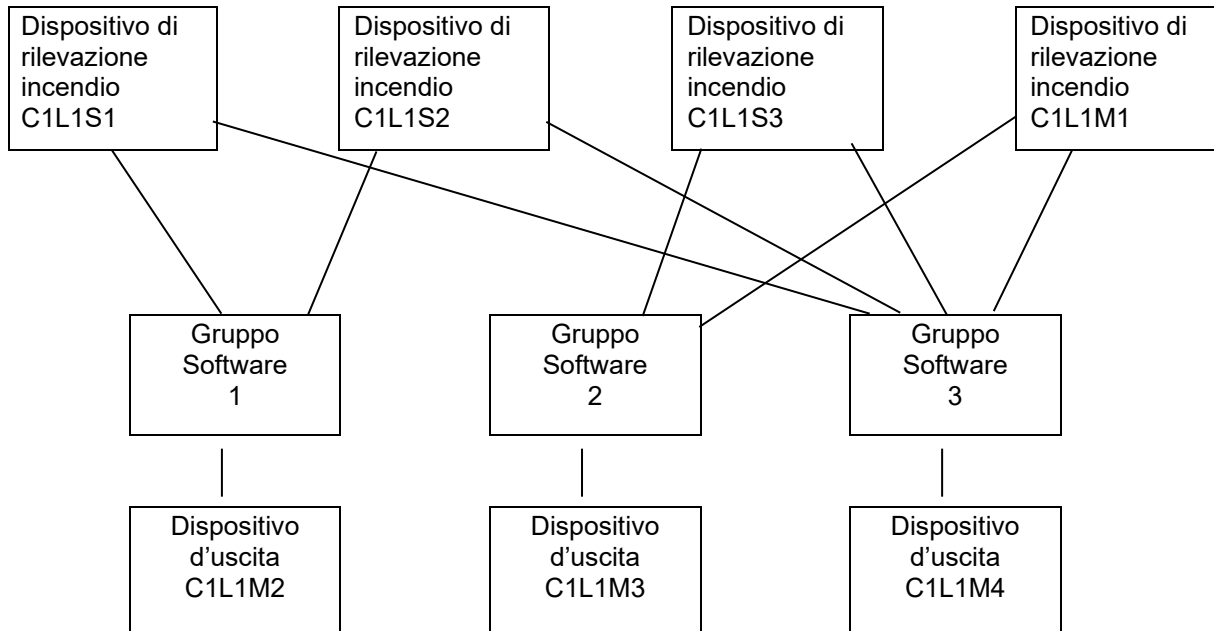 Dispositivo di
rilevazione
incendio
C1L1S1
Dispositivo di
rilevazione
incendio
C1L1S2
Dispositivo di
rilevazione
incendio
C1L1S3
Dispositivo di
rilevazione
incendio
C1L1M1
Gruppo
Software
1
Gruppo
Software
2
Gruppo
Software
3
Dispositivo
d’uscita
C1L1M2
Dispositivo
d’uscita
C1L1M3
Dispositivo
d’uscita
C1L1M4